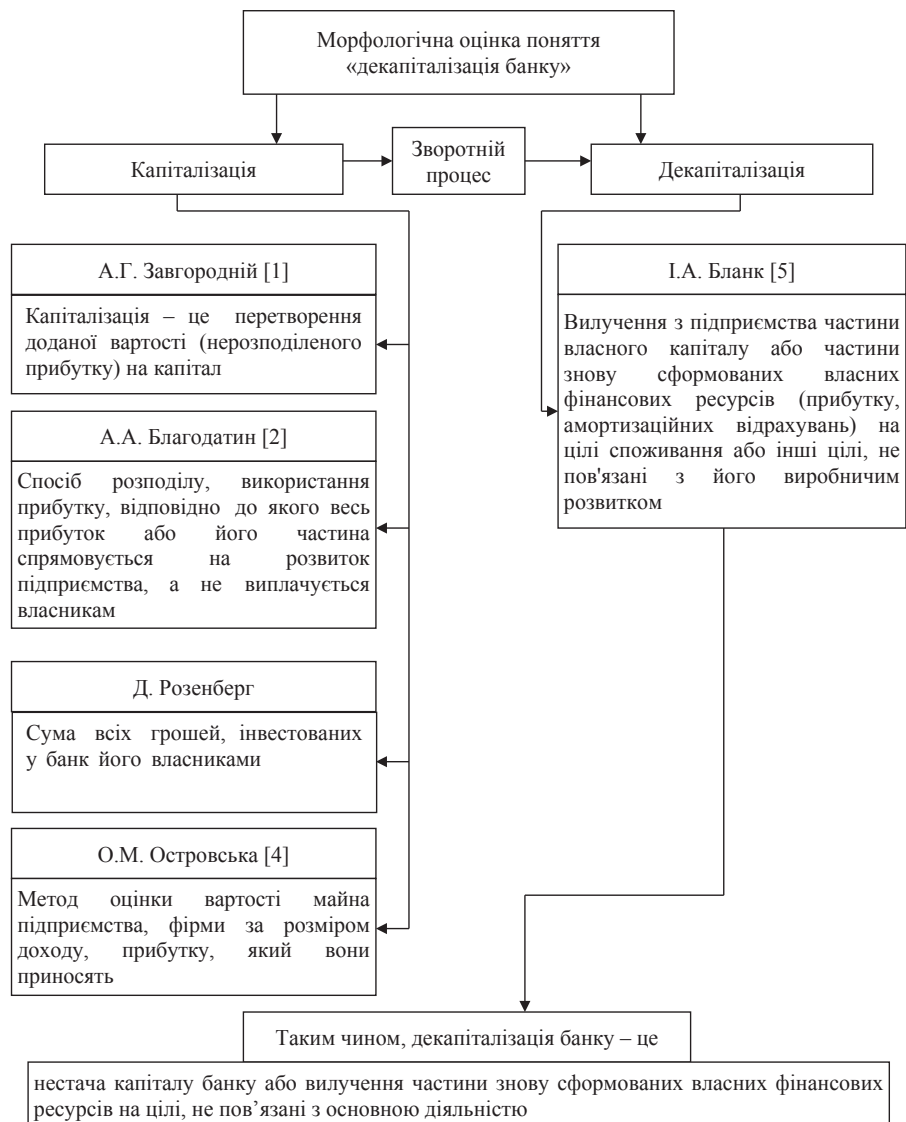 Морфологічна оцінка поняття
«декапіталізація банку»
Капіталізація
Зворотній
процес
Декапіталізація
А.Г. Завгородній [1]
Капіталізація – це перетворення
доданої вартості (нерозподіленого
прибутку) на капітал
А.А. Благодатин [2]
Спосіб розподілу, використання
прибутку, відповідно до якого весь
прибуток або його частина
спрямовується на розвиток
підприємства, а не виплачується
власникам
Д. Розенберг
Сума всіх грошей, інвестованих
у банк його власниками
О.М. Островська [4]
Метод оцінки вартості майна
підприємства, фірми за розміром
доходу, прибутку, який вони
приносять
І.А. Бланк [5]
Вилучення з підприємства частини
власного капіталу або частини
знову сформованих власних
фінансових ресурсів (прибутку,
амортизаційних відрахувань) на
цілі споживання або інші цілі, не
пов'язані з його виробничим
розвитком
Таким чином, декапіталізація банку – це
нестача капіталу банку або вилучення частини знову сформованих власних фінансових
ресурсів на цілі, не пов’язані з основною діяльністю